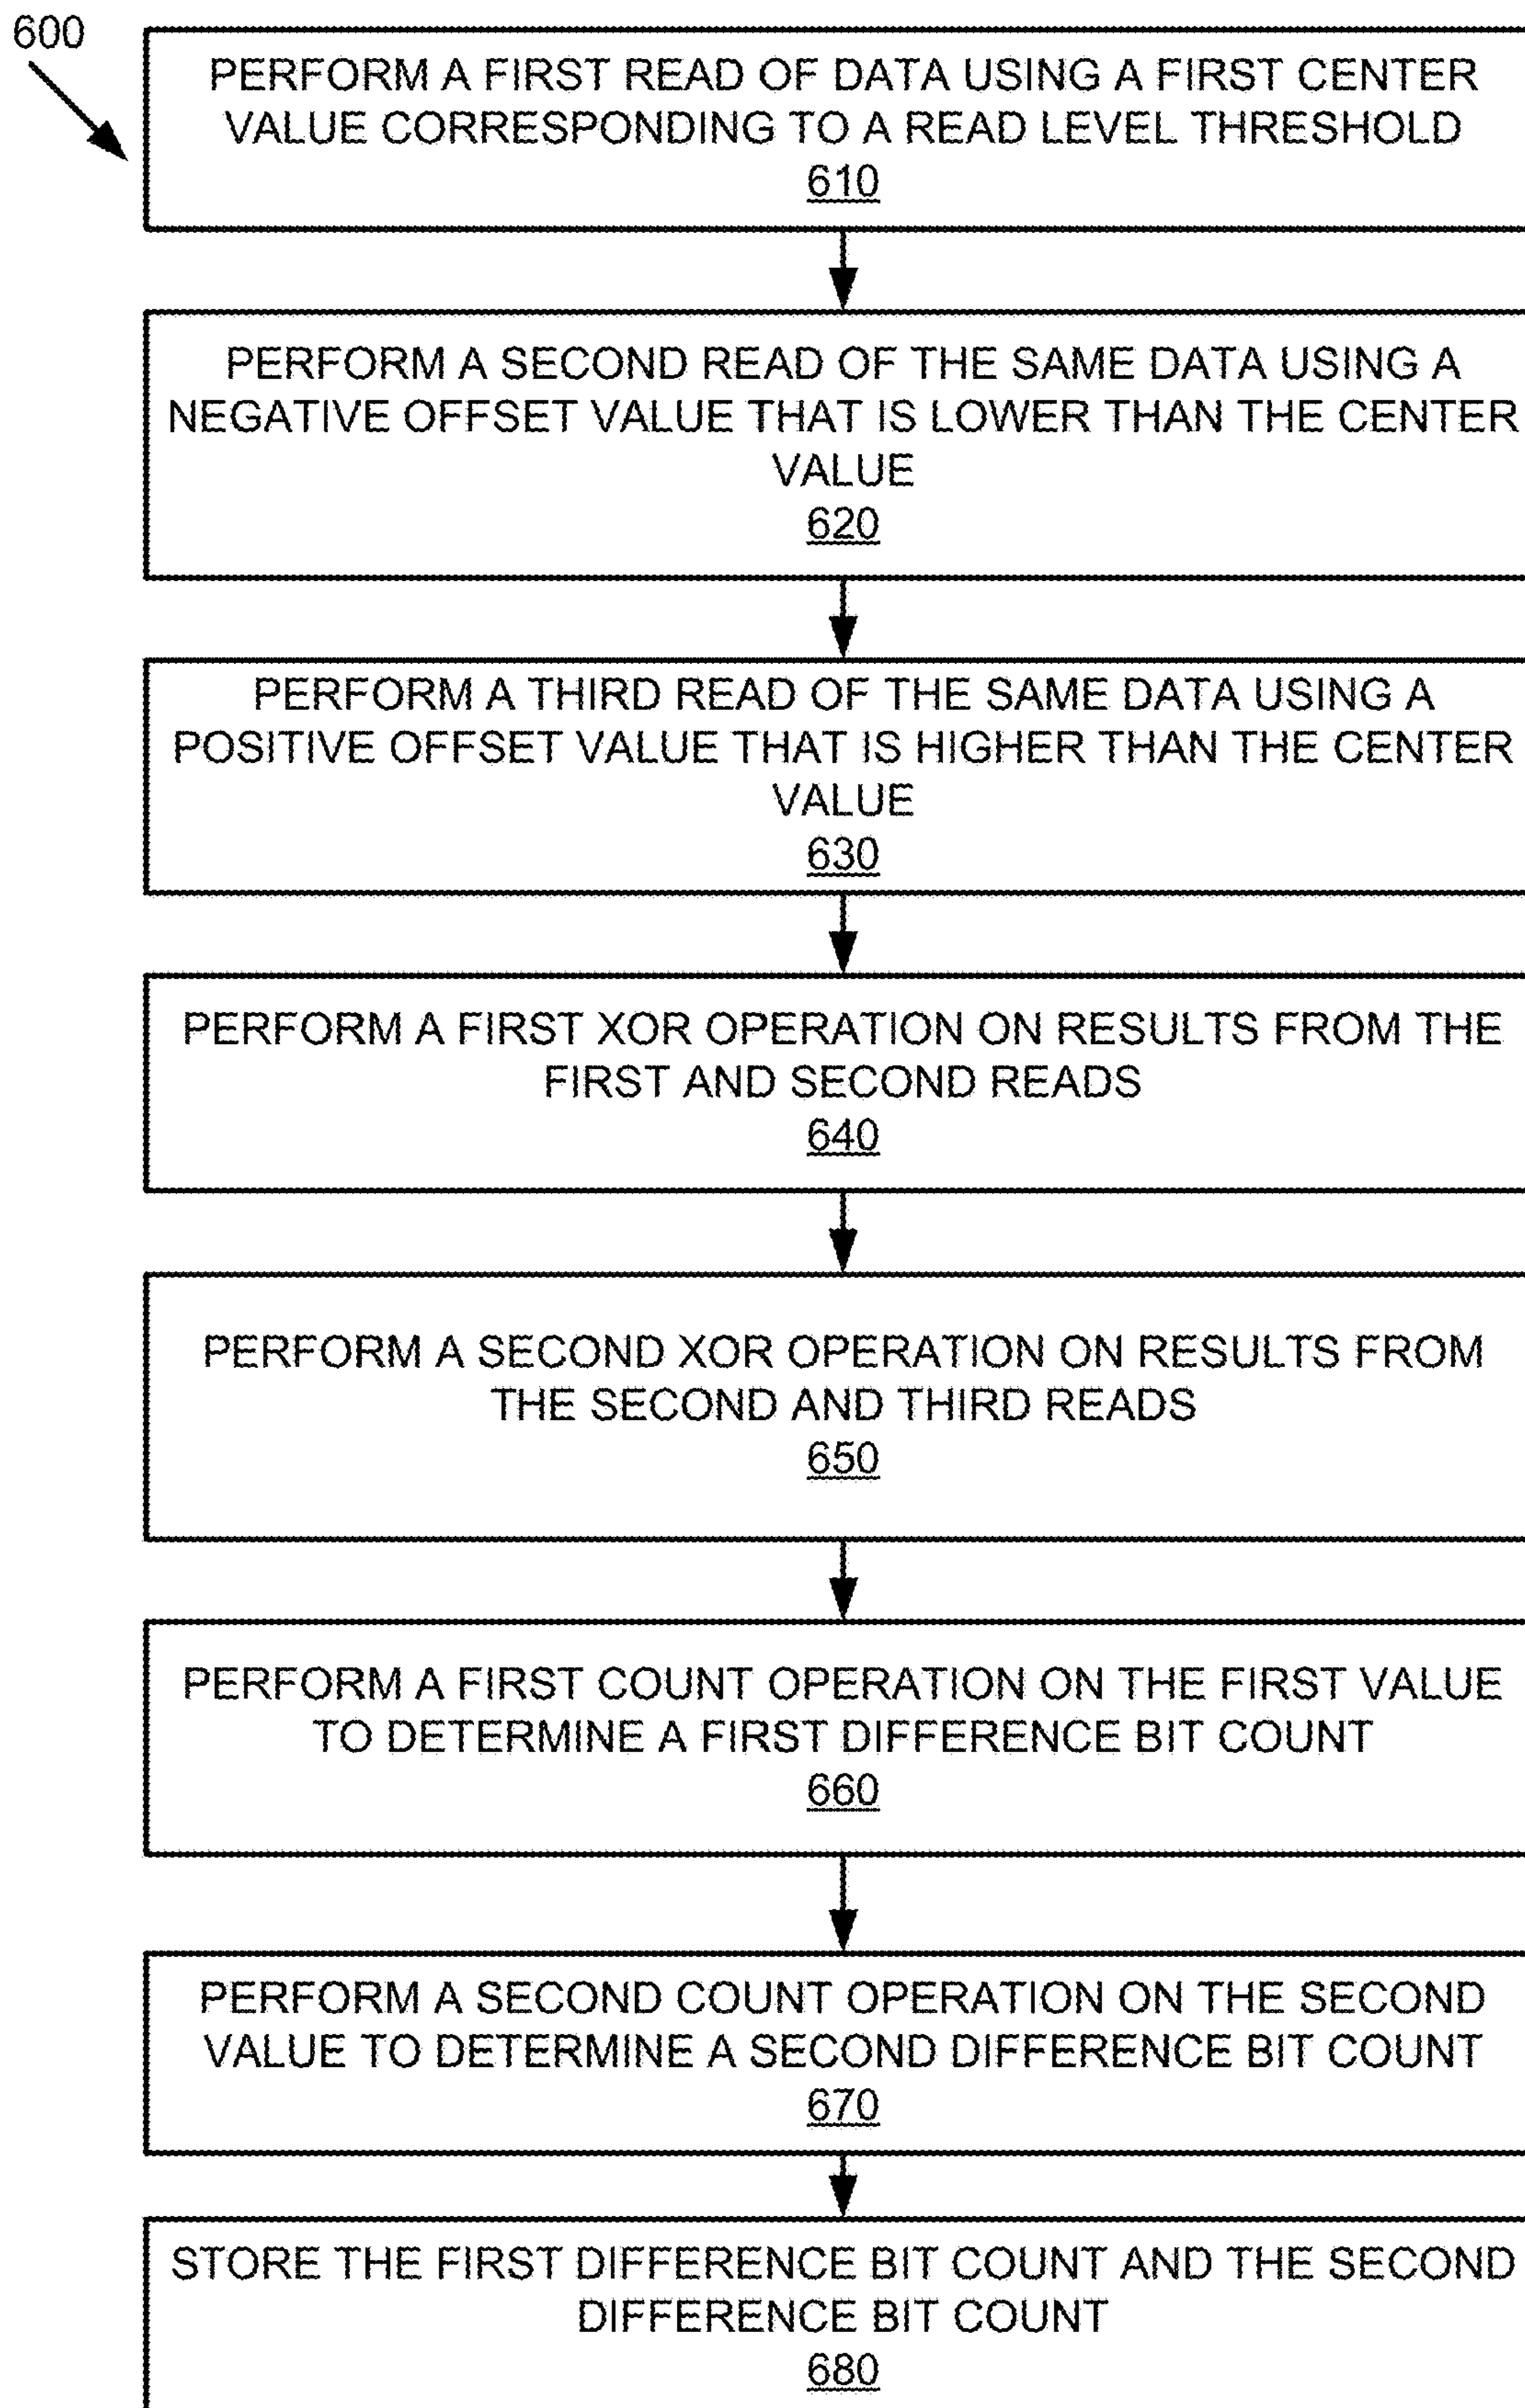 600
PERFORM A FIRST READ OF DATA USING A FIRST CENTER
VALUE CORRESPONDING TO A READ LEVEL THRESHOLD
610
PERFORM A SECOND READ OF THE SAME DATA USING A
NEGATIVE OFFSET VALUE THAT IS LOWER THAN THE CENTER
VALUE
620
PERFORM A THIRD READ OF THE SAME DATA USING A
POSITIVE OFFSET VALUE THAT IS HIGHER THAN THE CENTER
VALUE
630
PERFORM A FIRST XOR OPERATION ON RESULTS FROM THE
FIRST AND SECOND READS
640
PERFORM A SECOND XOR OPERATION ON RESULTS FROM
THE SECOND AND THIRD READS
650
PERFORM A FIRST COUNT OPERATION ON THE FIRST VALUE
TO DETERMINE A FIRST DIFFERENCE BIT COUNT
660
PERFORM A SECOND COUNT OPERATION ON THE SECOND
VALUE TO DETERMINE A SECOND DIFFERENCE BIT COUNT
670
STORE THE FIRST DIFFERENCE BIT COUNT AND THE SECOND
DIFFERENCE BIT COUNT
680